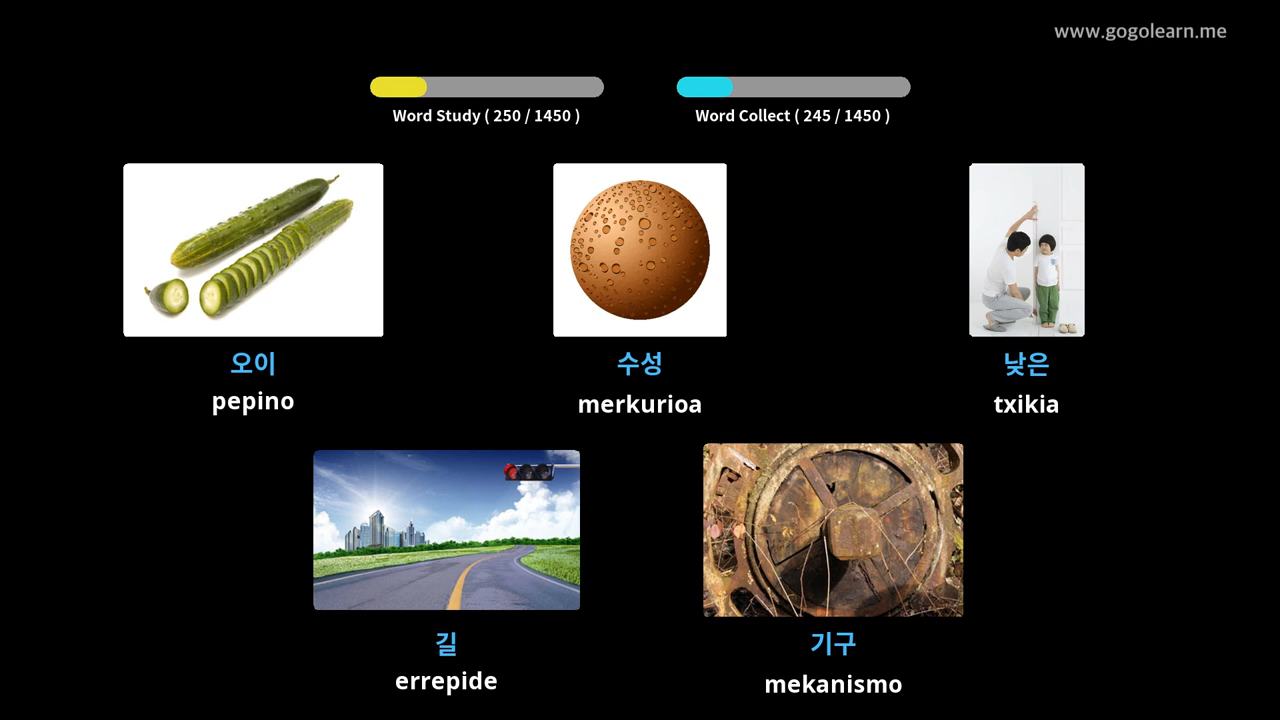 www.gogolearn.me
Word Study ( 250 / 1450 )
Word Collect ( 245 / 1450 )
오이
pepino
수성
merkurioa
낮은
txikia
길
errepide
기구
mekanismo